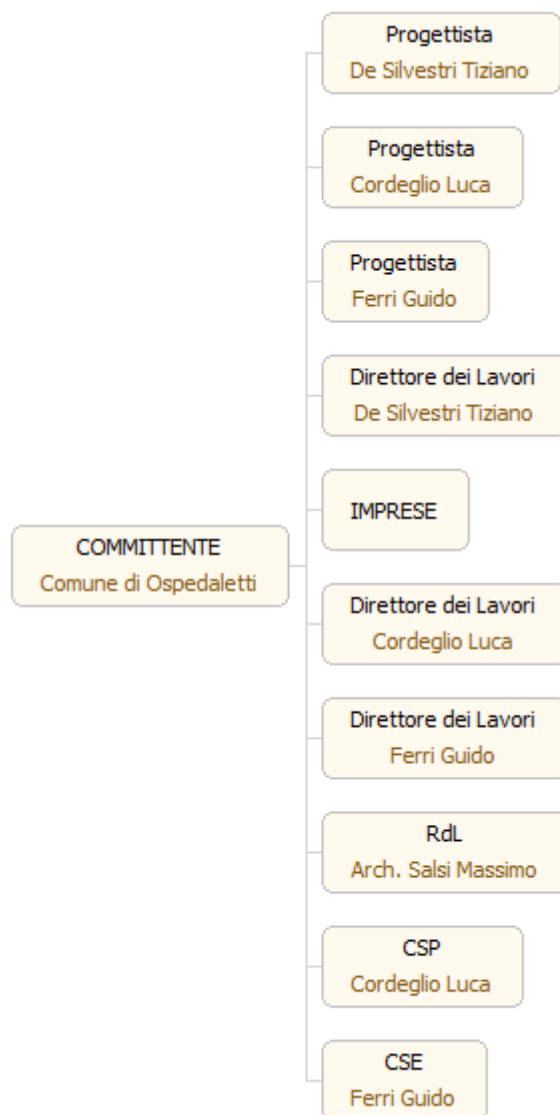 Progettista
De Silvestri Tiziano
Progettista
Cordeglio Luca
Progettista
Ferri Guido
Direttore dei Lavori
De Silvestri Tiziano
IMPRESE
COMMITTENTE
Comune di Ospedaletti
Direttore dei Lavori
Cordeglio Luca
Direttore dei Lavori
Ferri Guido
RdL
Arch. Salsi Massimo
CSP
Cordeglio Luca
CSE
Ferri Guido